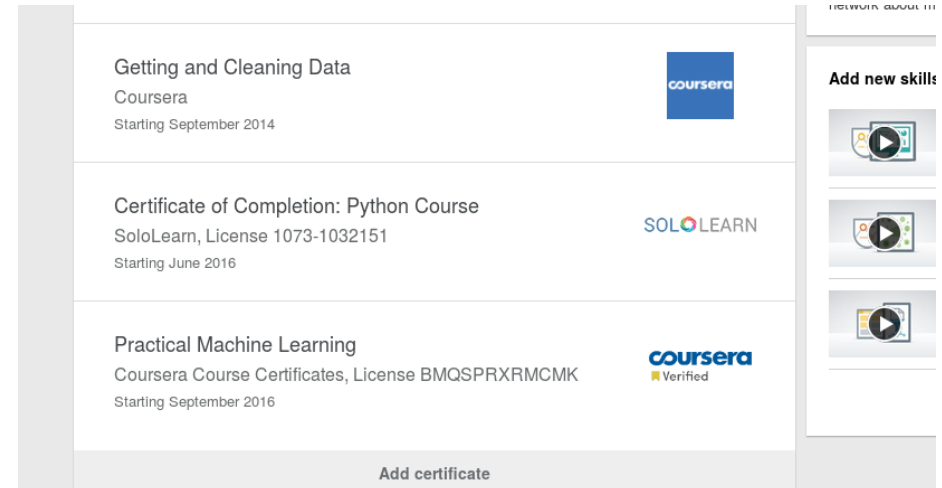 Getting and Cleaning Data
Coursera
Starting September 2014
coursera
Certificate of Completion: Python Course
SoloLearn, License 1073-1032151
Starting June 2016
SOLOLEARN
Practical Machine Learning
Coursera Course Certificates, License BMQSPRXRMCMK
Starting September 2016
coursera
Verified
Add certificate
network about m
Add new skills